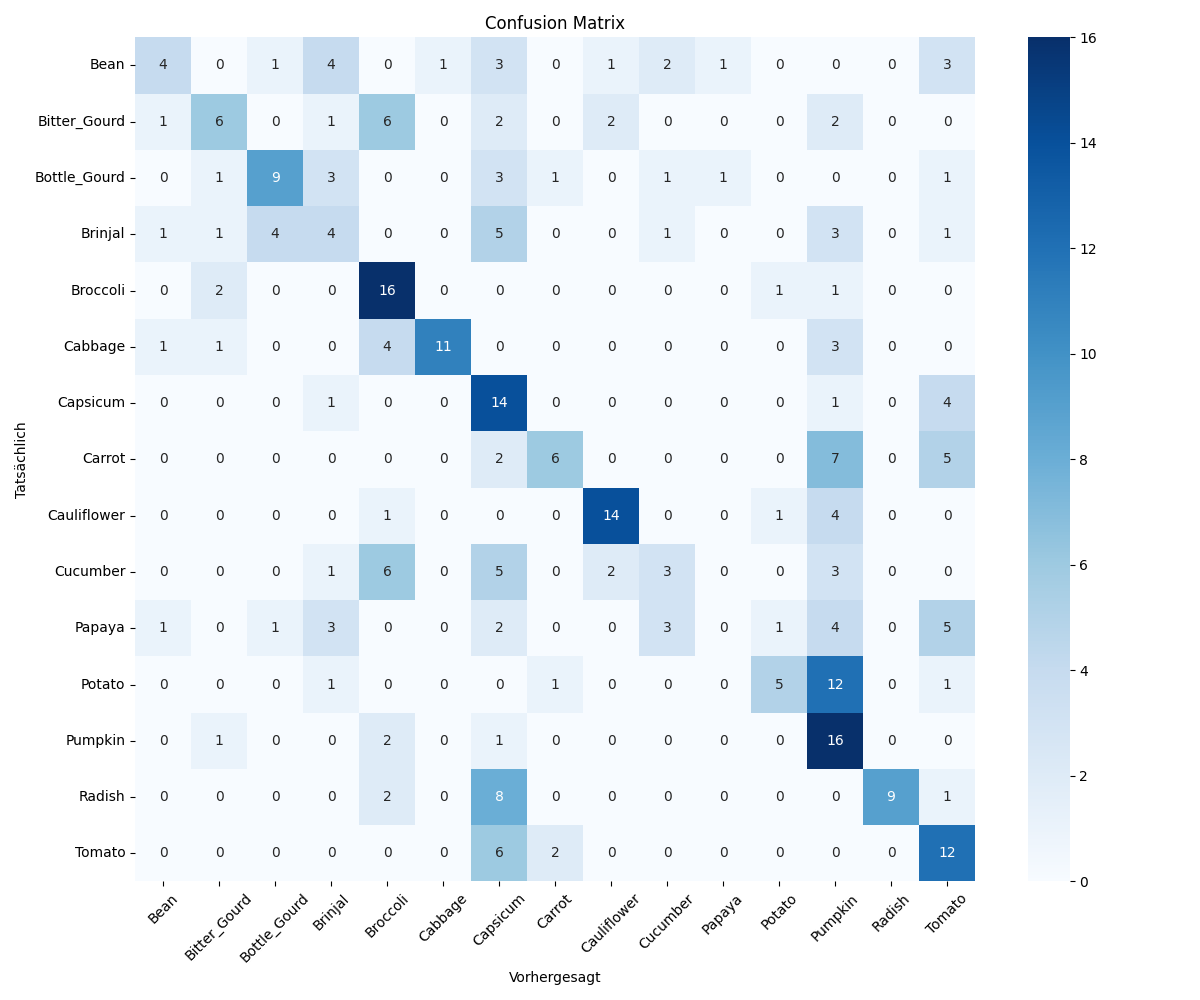 Confusion Matrix
Bean 4 0 1 4 0 1 3 0 1 2 1 0 0 0 3
Bitter_Gourd 1 6 0 1 6 0 2 0 2 0 0 0 2 0 0
Bottle_Gourd 0 1 9 3 0 0 3 1 0 1 1 0 0 0 1
Brinjal 1 1 4 4 0 0 5 0 0 1 0 0 3 0 1
Broccoli 0 2 0 0 16 0 0 0 0 0 0 1 1 0 0
Cabbage 1 1 0 0 4 11 0 0 0 0 0 0 3 0 0
Capsicum 0 0 0 1 0 0 14 0 0 0 0 0 1 0 4
Carrot 0 0 0 0 0 0 2 6 0 0 0 0 7 0 5
Cauliflower 0 0 0 0 1 0 0 0 14 0 0 1 4 0 0
Cucumber 0 0 0 1 6 0 5 0 2 3 0 0 3 0 0
Papaya 1 0 1 3 0 0 2 0 0 3 0 1 4 0 5
Potato 0 0 0 1 0 0 0 1 0 0 0 5 12 0 1
Pumpkin 0 1 0 0 2 0 1 0 0 0 0 0 16 0 0
Radish 0 0 0 0 2 0 8 0 0 0 0 0 0 9 1
Tomato 0 0 0 0 0 0 6 2 0 0 0 0 0 0 12
Bean Bitter_Gourd Bottle_Gourd Brinjal Broccoli Cabbage Capsicum Carrot Cauliflower Cucumber Papaya Potato Pumpkin Radish Tomato
Vorhergesagt
Tatsächlich
16
14
12
10
8
6
4
2
0